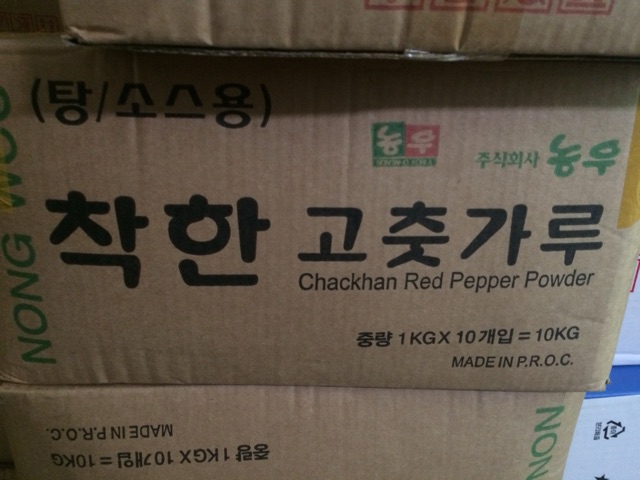 (탕/소스용)
농우
주식회사 농우
NONG WOO
착한 고춧가루
Chackhan Red Pepper Powder
중량 1KG X 10개입 = 10KG
MADE IN P.R.O.C.
중량 1KG X 10개입 = 10KG
MADE IN P.R.O.C.
NON